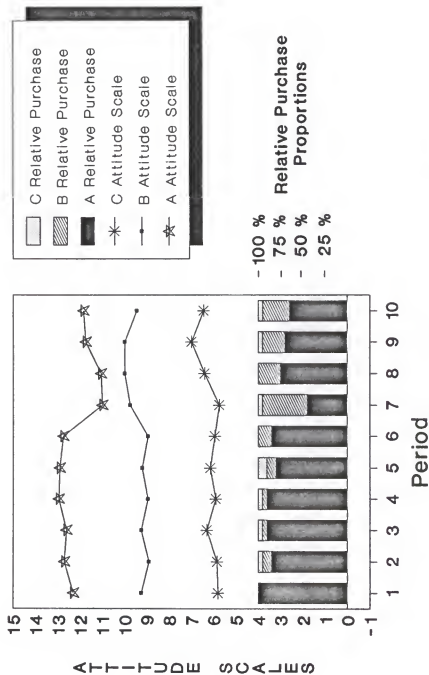 C Relative Purchase
B Relative Purchase
A Relative Purchase
C Attitude Scale
B Attitude Scale
A Attitude Scale
ATTITUDE SCALES
15
14
13
12
11
10
9
8
7
6
5
4
3
2
1
0
-1
- 100 %
- 75 %
- 50 %
- 25 %
Relative Purchase
Proportions
1 2 3 4 5 6 7 8 9 10
Period